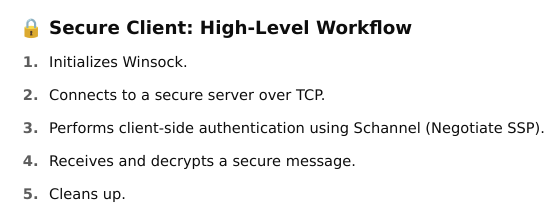 🔒 Secure Client: High-Level Workflow
1. Initializes Winsock.
2. Connects to a secure server over TCP.
3. Performs client-side authentication using Schannel (Negotiate SSP).
4. Receives and decrypts a secure message.
5. Cleans up.